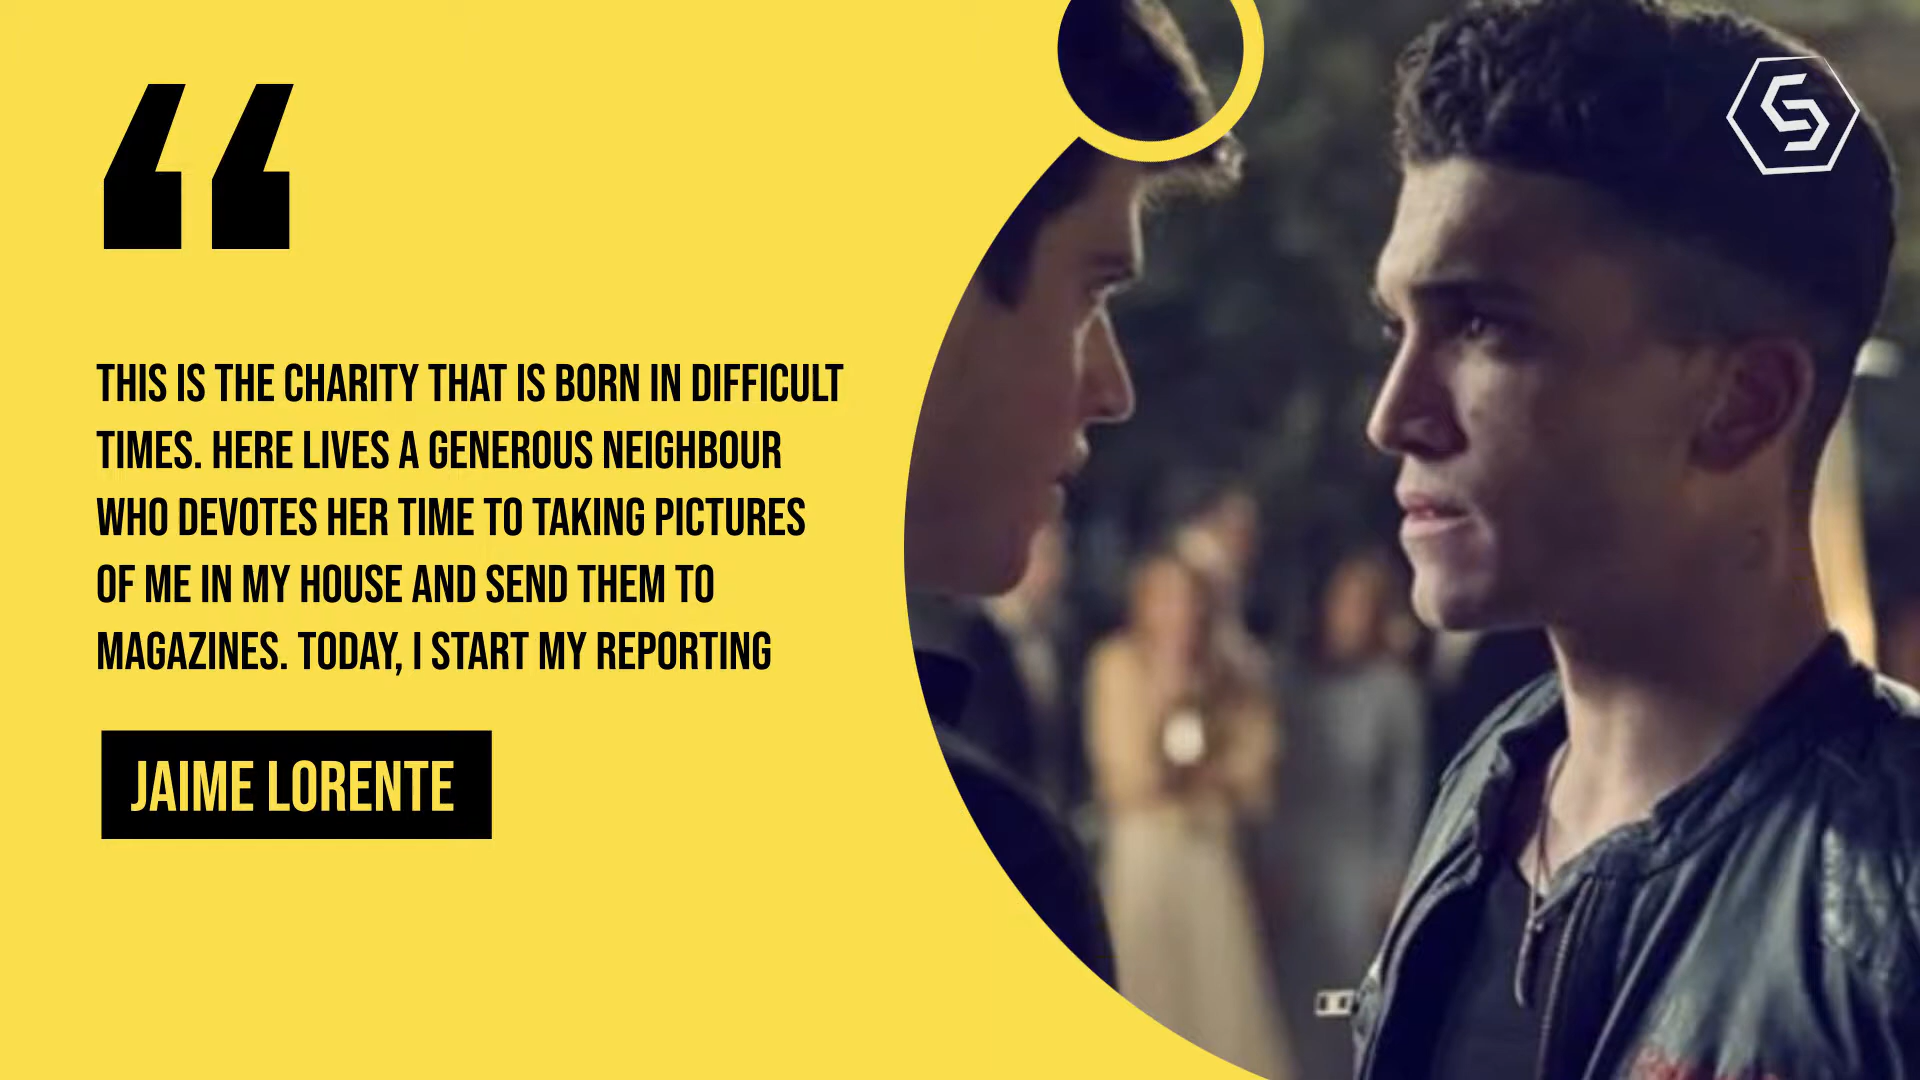 “
THIS IS THE CHARITY THAT IS BORN IN DIFFICULT
TIMES. HERE LIVES A GENEROUS NEIGHBOUR
WHO DEVOTES HER TIME TO TAKING PICTURES
OF ME IN MY HOUSE AND SEND THEM TO
MAGAZINES. TODAY, I START MY REPORTING
JAIME LORENTE